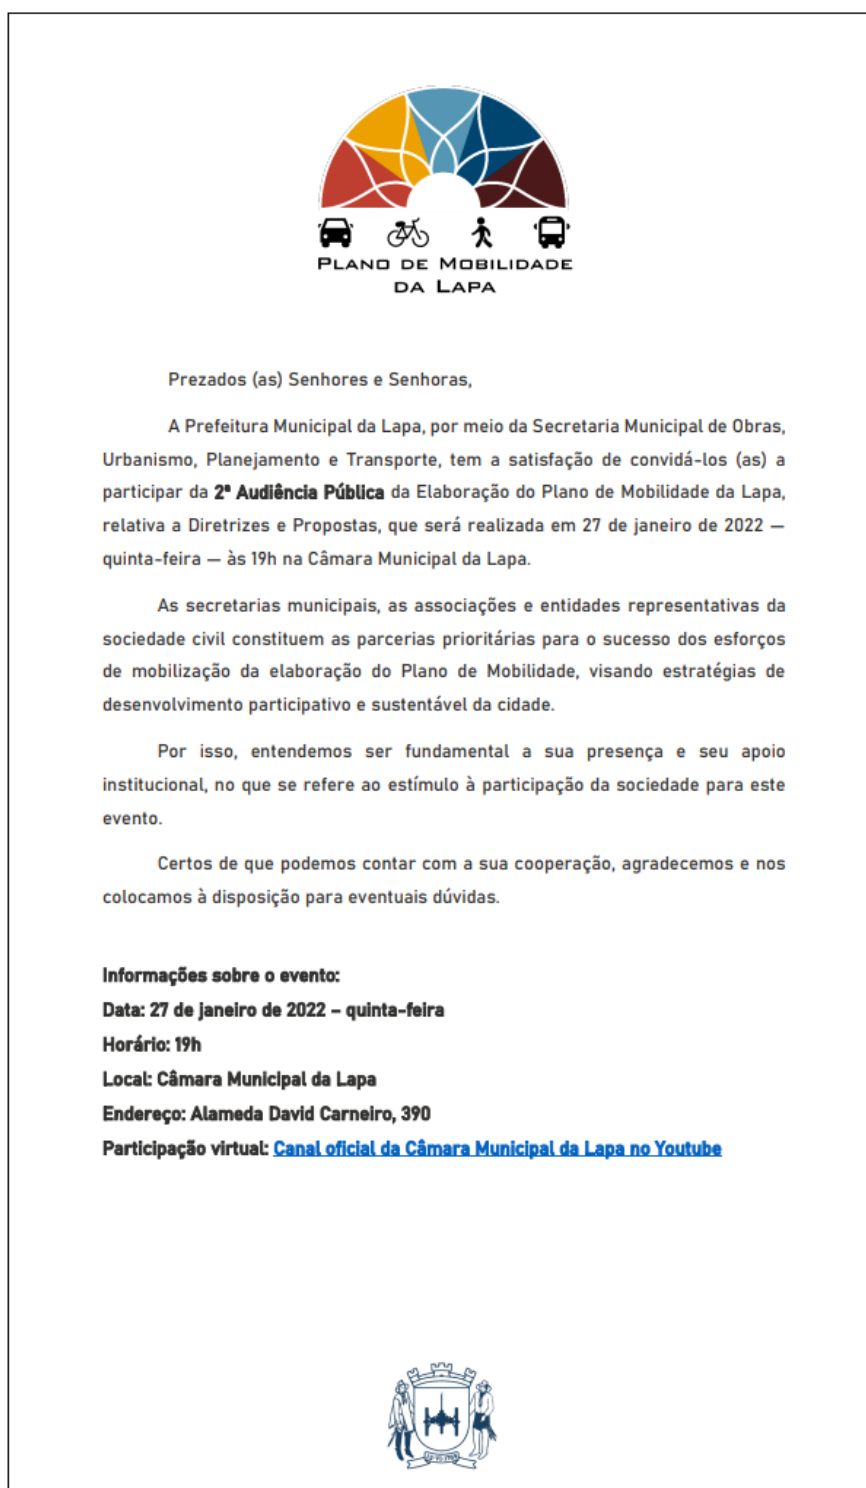 PLANO DE MOBILIDADE
DA LAPA
Prezados (as) Senhores e Senhoras,
A Prefeitura Municipal da Lapa, por meio da Secretaria Municipal de Obras,
Urbanismo, Planejamento e Transporte, tem a satisfação de convidá-los (as) a
participar da 2ª Audiência Pública da Elaboração do Plano de Mobilidade da Lapa,
relativa a Diretrizes e Propostas, que será realizada em 27 de janeiro de 2022 —
quinta-feira — às 19h na Câmara Municipal da Lapa.
As secretarias municipais, as associações e entidades representativas da
sociedade civil constituem as parcerias prioritárias para o sucesso dos esforços
de mobilização da elaboração do Plano de Mobilidade, visando estratégias de
desenvolvimento participativo e sustentável da cidade.
Por isso, entendemos ser fundamental a sua presença e seu apoio
institucional, no que se refere ao estímulo à participação da sociedade para este
evento.
Certos de que podemos contar com a sua cooperação, agradecemos e nos
colocamos à disposição para eventuais dúvidas.
Informações sobre o evento:
Data: 27 de janeiro de 2022 – quinta-feira
Horário: 19h
Local: Câmara Municipal da Lapa
Endereço: Alameda David Carneiro, 390
Participação virtual: Canal oficial da Câmara Municipal da Lapa no Youtube